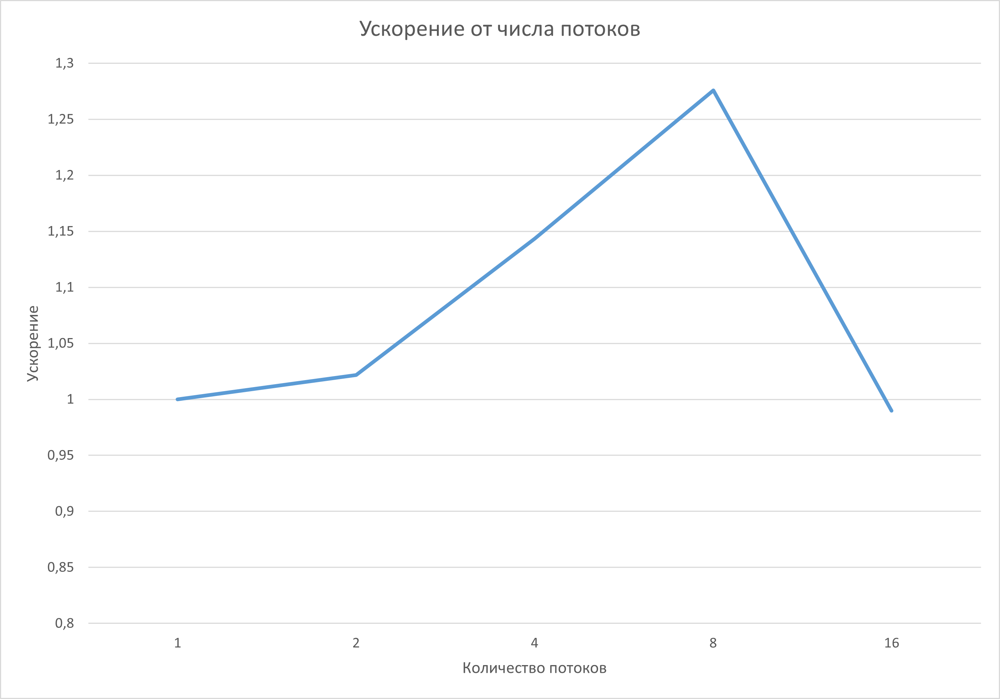 Ускорение от числа потоков
1,3
1,25
1,2
1,15
1,1
1,05
1
0,95
0,9
0,85
0,8
Ускорение
1 2 4 8 16
Количество потоков